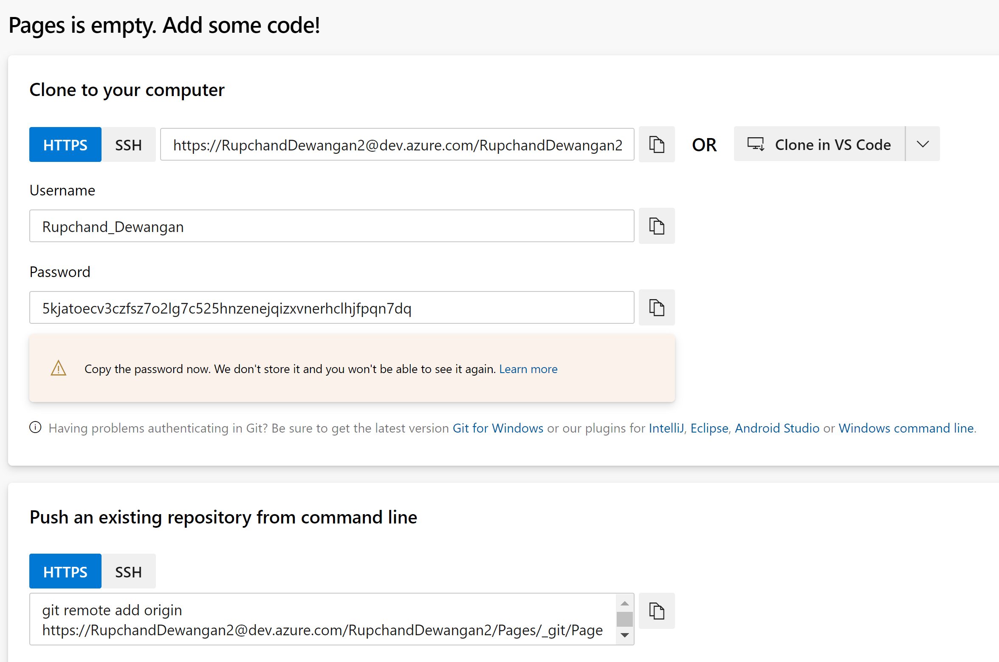 Pages is empty. Add some code!
Clone to your computer
HTTPS SSH https://RupchandDewangan2@dev.azure.com/RupchandDewangan2 OR Clone in VS Code
Username
Rupchand_Dewangan
Password
5kjatoecv3czfsz7o2lg7c525hnzenejqizxvnerhclhjfpqn7dq
Copy the password now. We don't store it and you won't be able to see it again. Learn more
Having problems authenticating in Git? Be sure to get the latest version Git for Windows or our plugins for IntelliJ, Eclipse, Android Studio or Windows command line.
Push an existing repository from command line
HTTPS SSH
git remote add origin
https://RupchandDewangan2@dev.azure.com/RupchandDewangan2/Pages/_git/Page